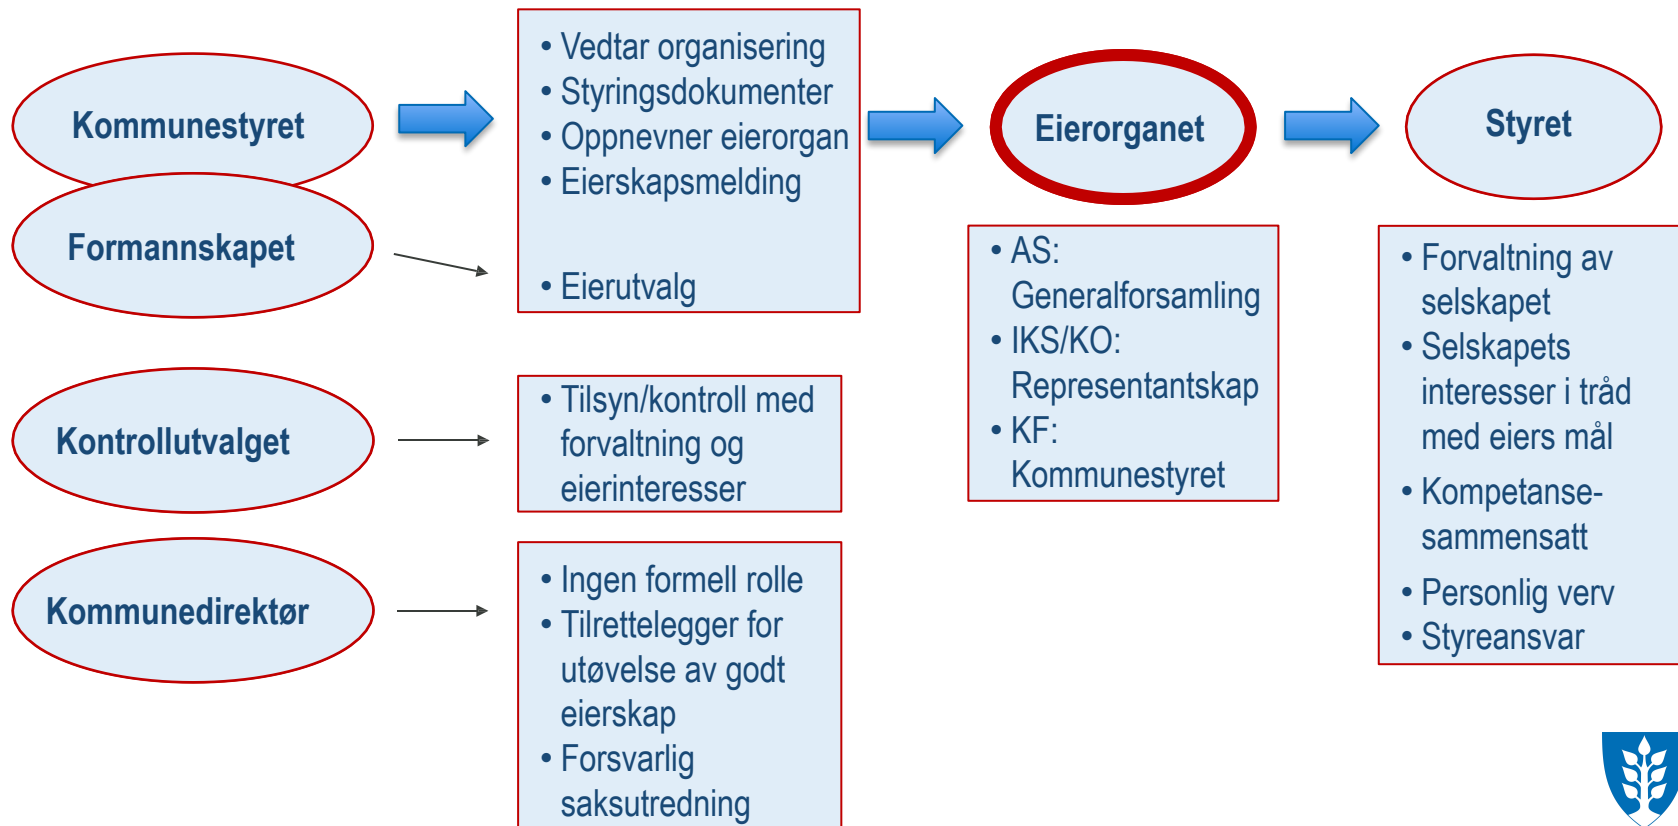 Kommunestyret
Formannskapet
• Vedtar organisering
• Styringsdokumenter
• Oppnevner eierorgan
• Eierskapsmelding
• Eierutvalg
Eierorganet
• AS:
Generalforsamling
• IKS/KO:
Representantskap
• KF:
Kommunestyret
Styret
• Forvaltning av
selskapet
• Selskapets
interesser i tråd
med eiers mål
• Kompetanse-
sammensatt
• Personlig verv
• Styreansvar
Kontrollutvalget
• Tilsyn/kontroll med
forvaltning og
eierinteresser
Kommunedirektør
• Ingen formell rolle
• Tilrettelegger for
utøvelse av godt
eierskap
• Forsvarlig
saksutredning